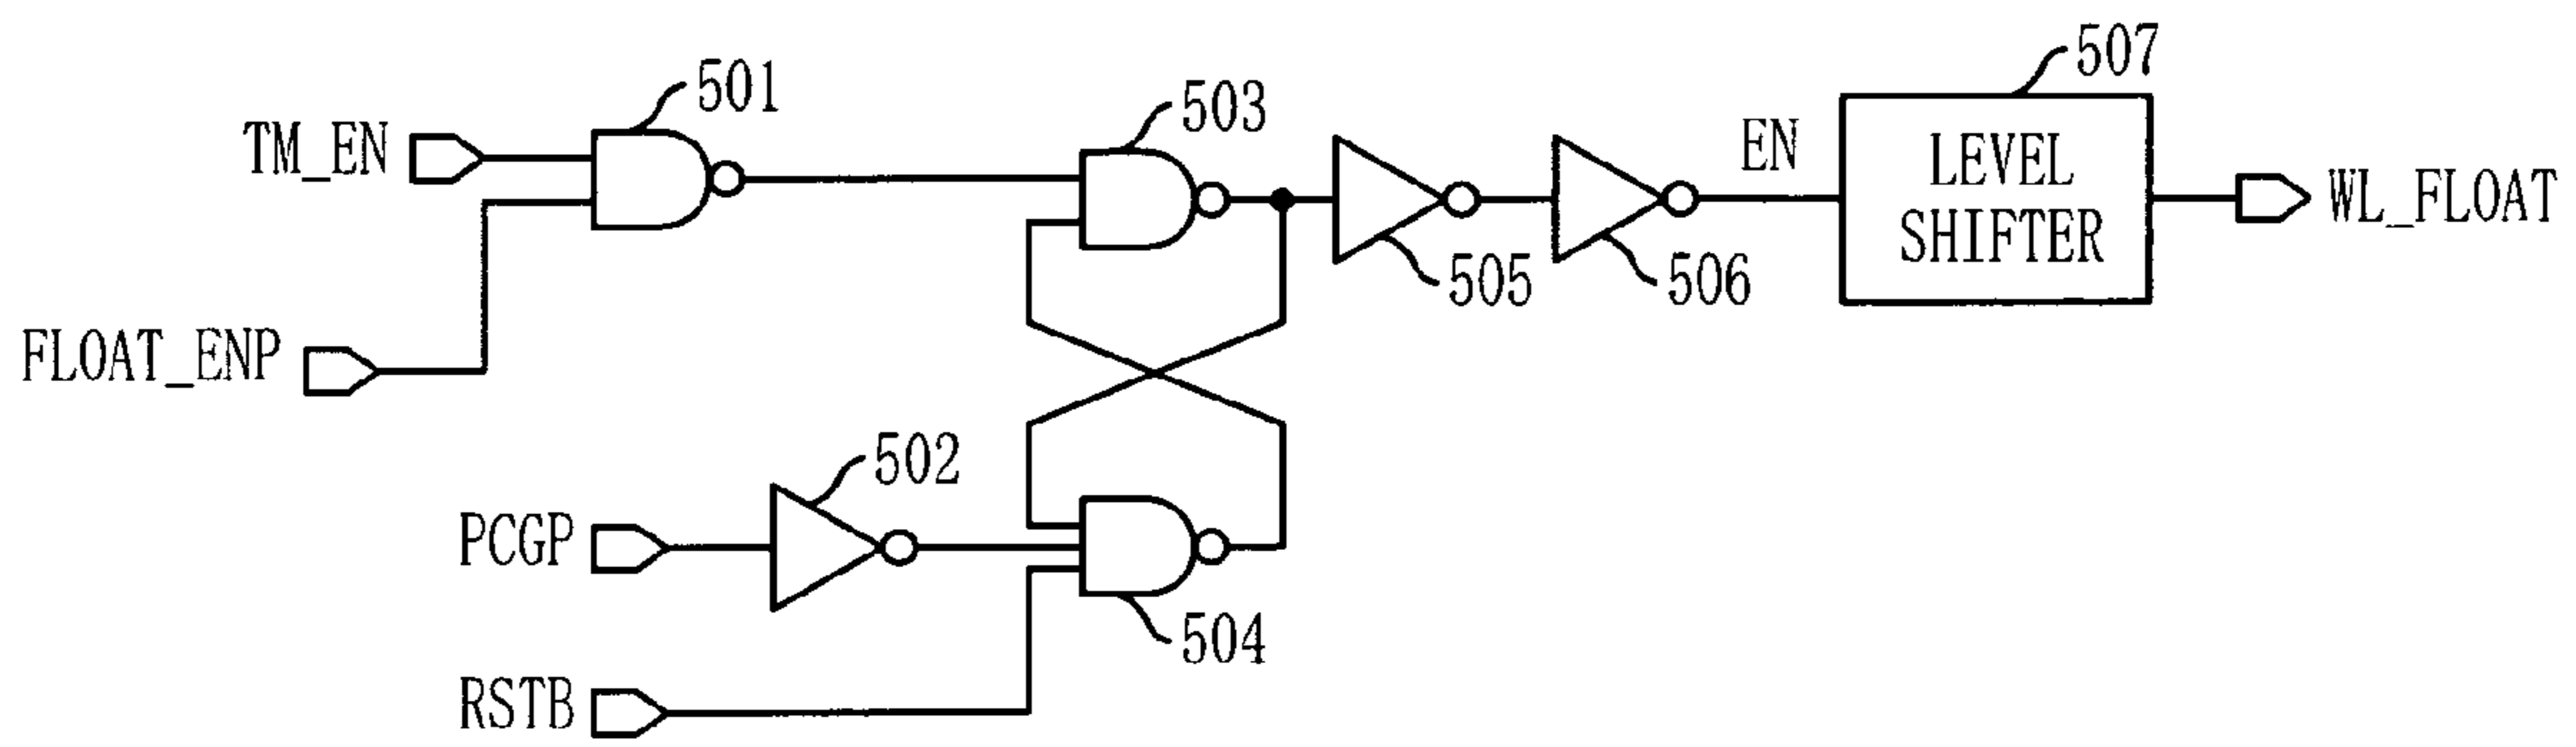 507
501
503
TM_EN
EN
LEVEL
SHIFTER
WL_FLOAT
505
506
FLOAT_ENP
502
PCGP
504
RSTB